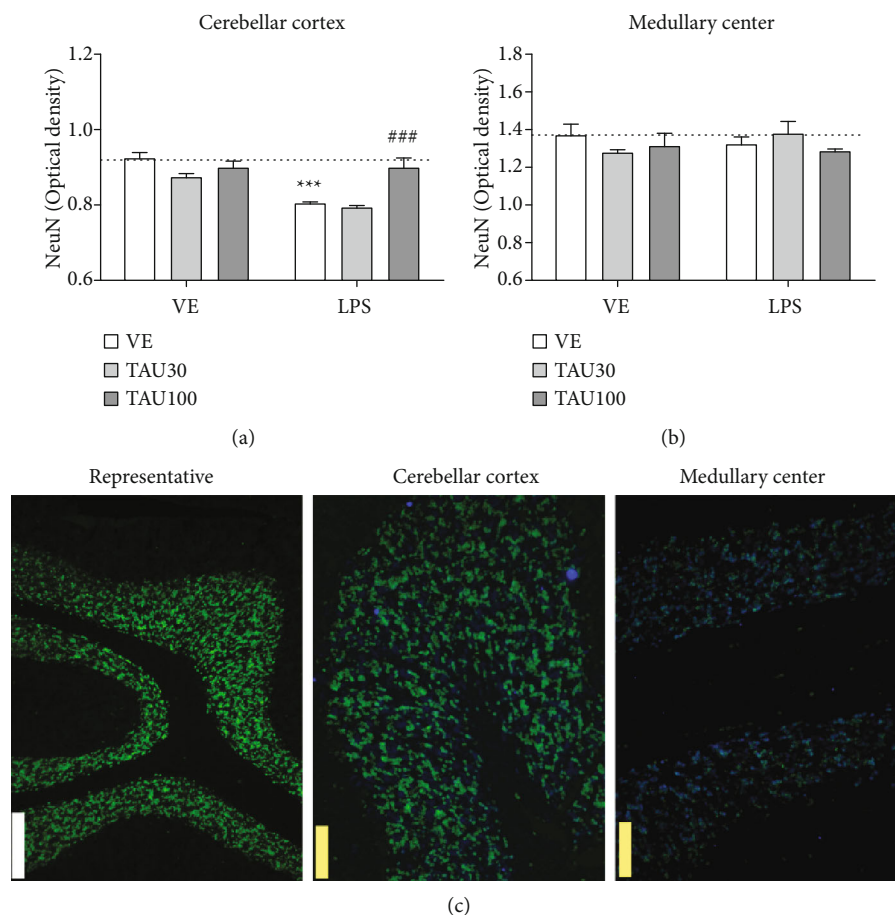 Cerebellar cortex
NeuN (Optical density)
1.2
1.0
0.8
0.6
***
###
VE
LPS
VE
TAU30
TAU100
(a)
Medullary center
NeuN (Optical density)
1.8
1.6
1.4
1.2
1.0
0.8
0.6
VE
LPS
VE
TAU30
TAU100
(b)
Representative
Cerebellar cortex
Medullary center
(c)